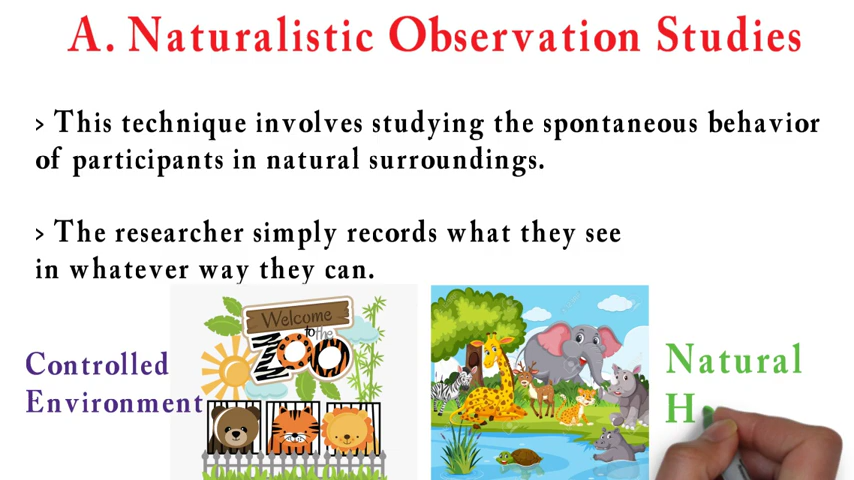 A. Naturalistic Observation Studies
> This technique involves studying the spontaneous behavior
of participants in natural surroundings.
> The researcher simply records what they see
in whatever way they can.
Welcome
to the
ZOO
Controlled
Environment
Natural
H